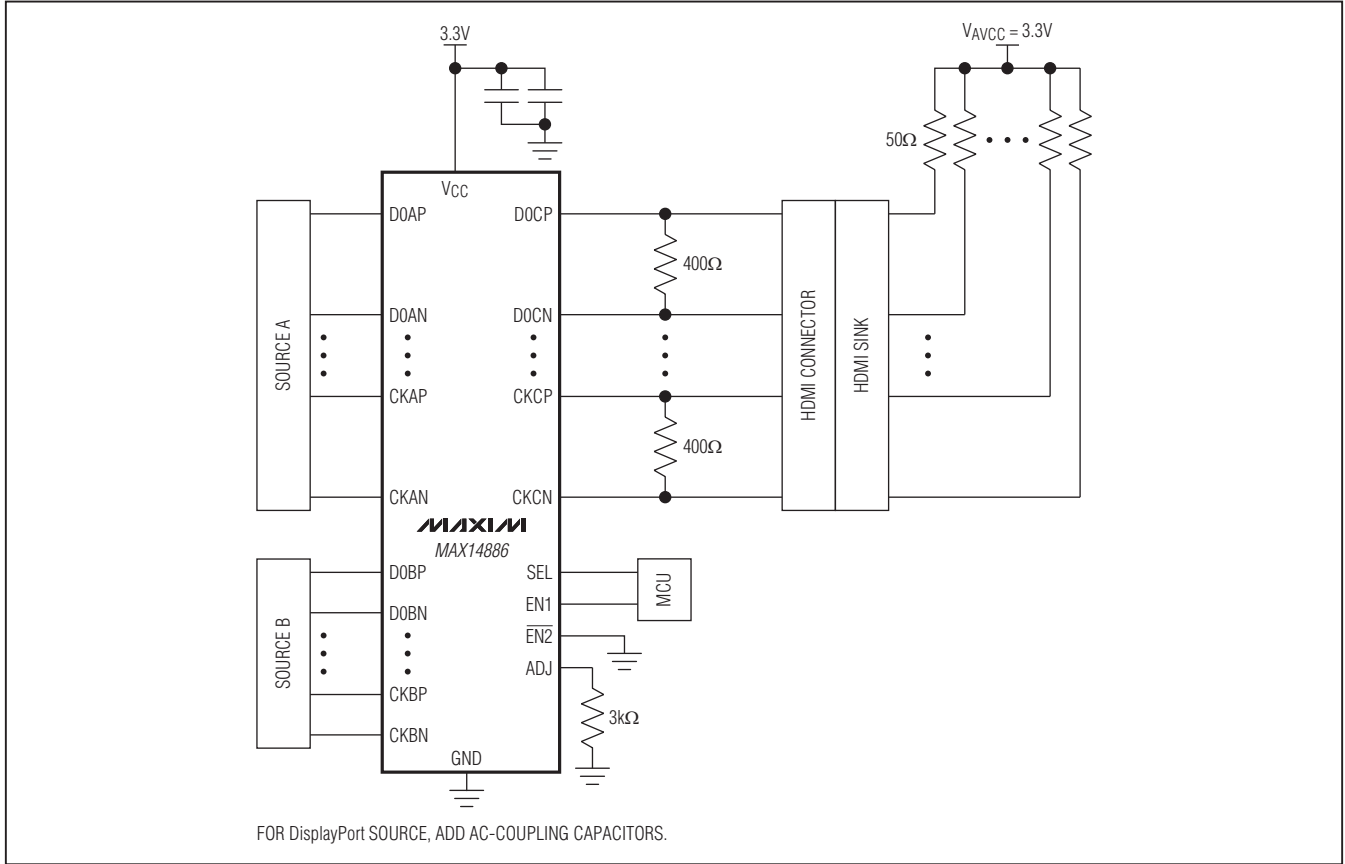 3.3V
VAVCC = 3.3V
50Ω
VCC
SOURCE A
D0AP
D0AN
CKAP
CKAN
D0CP
D0CN
CKCP
CKCN
400Ω
400Ω
HDMI CONNECTOR
HDMI SINK
MAXIM
MAX14886
SOURCE B
D0BP
D0BN
CKBP
CKBN
SEL
EN1
EN2
ADJ
MCU
3kΩ
GND
FOR DisplayPort SOURCE, ADD AC-COUPLING CAPACITORS.